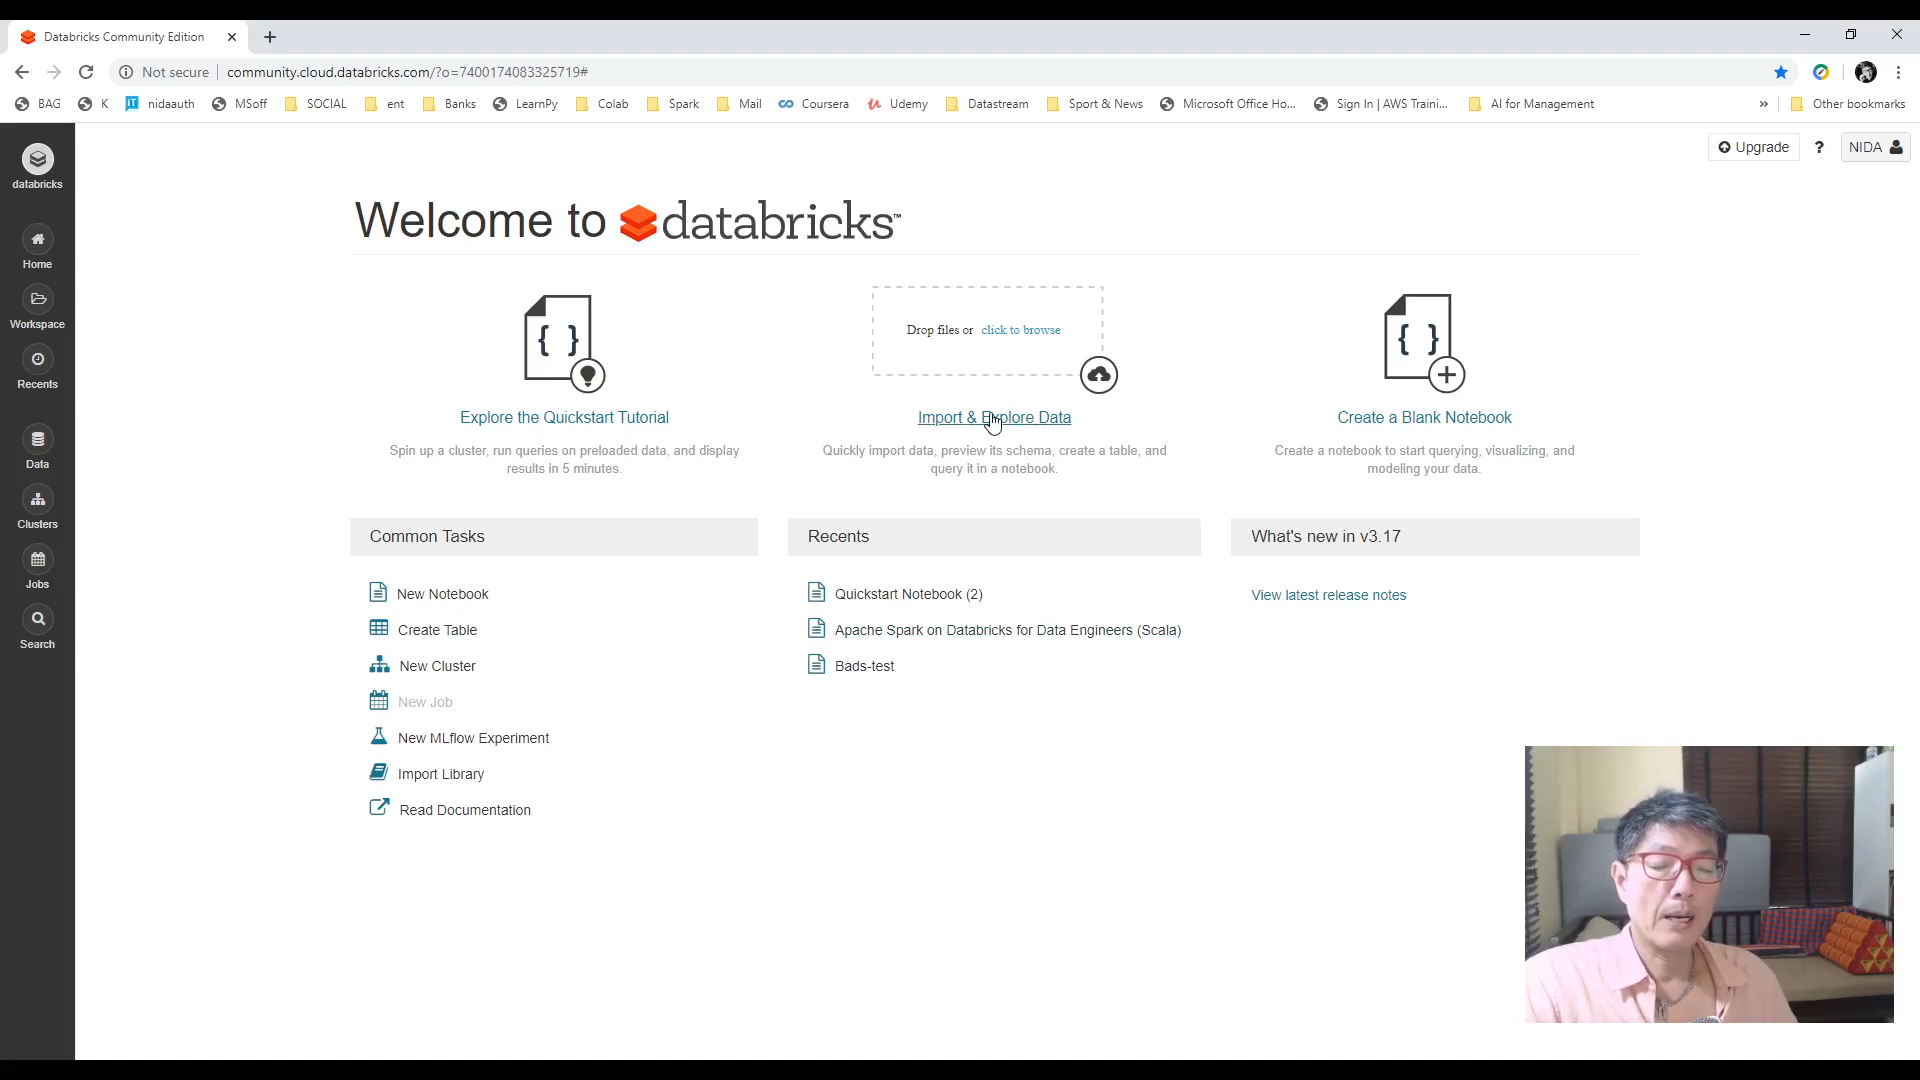 Databricks Community Edition
Not secure
community.cloud.databricks.com/?o=7400174083325719#
BAG K nidaauth MSoff SOCIAL ent Banks LearnPy Colab Spark Mail Coursera Udemy Datastream Sport & News Microsoft Office Ho... Sign In | AWS Traini... AI for Management » Other bookmarks
databricks
Home
Workspace
Recents
Data
Clusters
Jobs
Search
Upgrade ? NIDA
Welcome to databricks™
Drop files or click to browse
Explore the Quickstart Tutorial
Spin up a cluster, run queries on preloaded data, and display
results in 5 minutes.
Import & Explore Data
Quickly import data, preview its schema, create a table, and
query it in a notebook.
Create a Blank Notebook
Create a notebook to start querying, visualizing, and
modeling your data.
Common Tasks
New Notebook
Create Table
New Cluster
New Job
New MLflow Experiment
Import Library
Read Documentation
Recents
Quickstart Notebook (2)
Apache Spark on Databricks for Data Engineers (Scala)
Bads-test
What's new in v3.17
View latest release notes